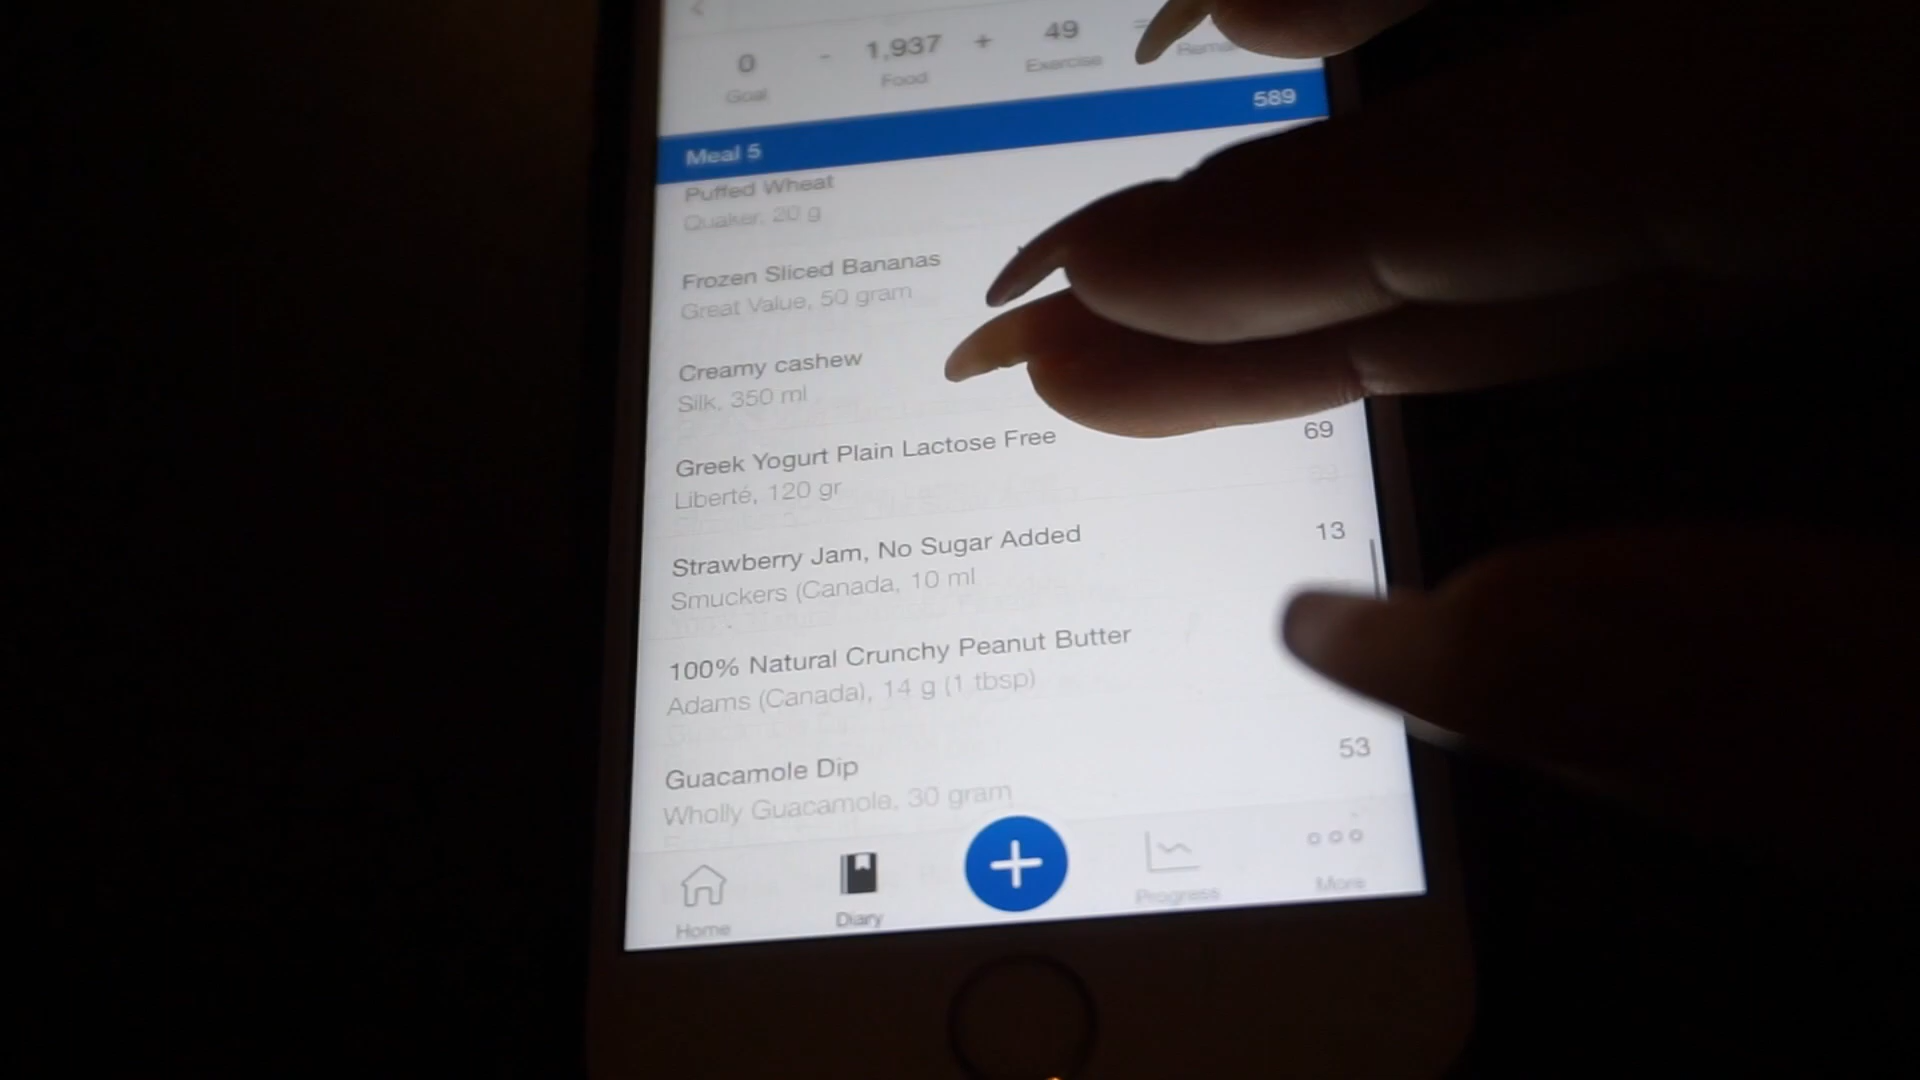 0 - 1,937 + 49 =
Goal Food Exercise
Meal 5 589
Puffed Wheat
Quaker, 20 g
Frozen Sliced Bananas
Great Value, 50 gram
Creamy cashew
Silk, 350 ml
Greek Yogurt Plain Lactose Free 69
Liberté, 120 gr
Strawberry Jam, No Sugar Added 13
Smuckers (Canada, 10 ml
100% Natural Crunchy Peanut Butter
Adams (Canada), 14 g (1 tbsp)
Guacamole Dip 53
Wholly Guacamole, 30 gram
Home Diary Progress More